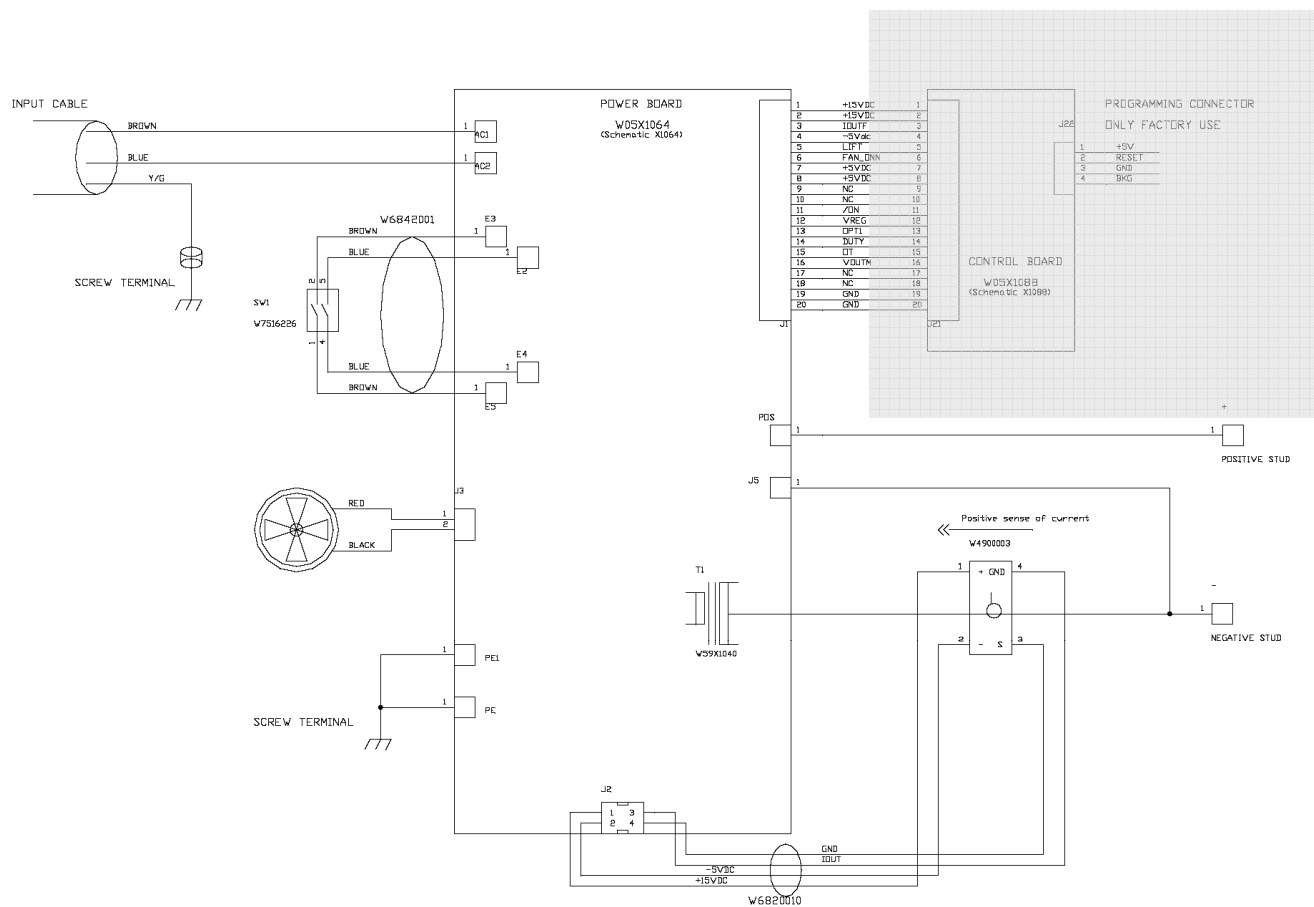 INPUT CABLE
BROWN
BLUE
Y/G
SCREW TERMINAL
1
AC1
1
AC2
POWER BOARD
W05X1064
(Schematic X1064)
W6842001
BROWN
1
E3
BLUE
1
E2
SW1
W7516226
2 5
1 4
BLUE
1
E4
BROWN
1
E5
1 +15VDC 1
2 +15VDC 2
3 IOUTF 3
4 -5Vdc 4
5 LIFT 5
6 FAN_ONN 6
7 +5VDC 7
8 +5VDC 8
9 NC 9
10 NC 10
11 /ON 11
12 VREG 12
13 OPT1 13
14 DUTY 14
15 OT 15
16 VOUTM 16
17 NC 17
18 NC 18
19 GND 19
20 GND 20
J1
J21
CONTROL BOARD
W05X1088
(Schematic X1088)
PROGRAMMING CONNECTOR
ONLY FACTORY USE
1 +5V
2 RESET
3 GND
4 BKG
POS
1
+
1
POSITIVE STUD
J5
1
RED
BLACK
J3
1
2
Positive sense of current
W4900003
1 + GND 4
2 - S 3
T1
W59X1040
-
1
NEGATIVE STUD
1
PE1
1
PE
SCREW TERMINAL
J2
1 3
2 4
GND
IOUT
-5VDC
+15VDC
W6820010